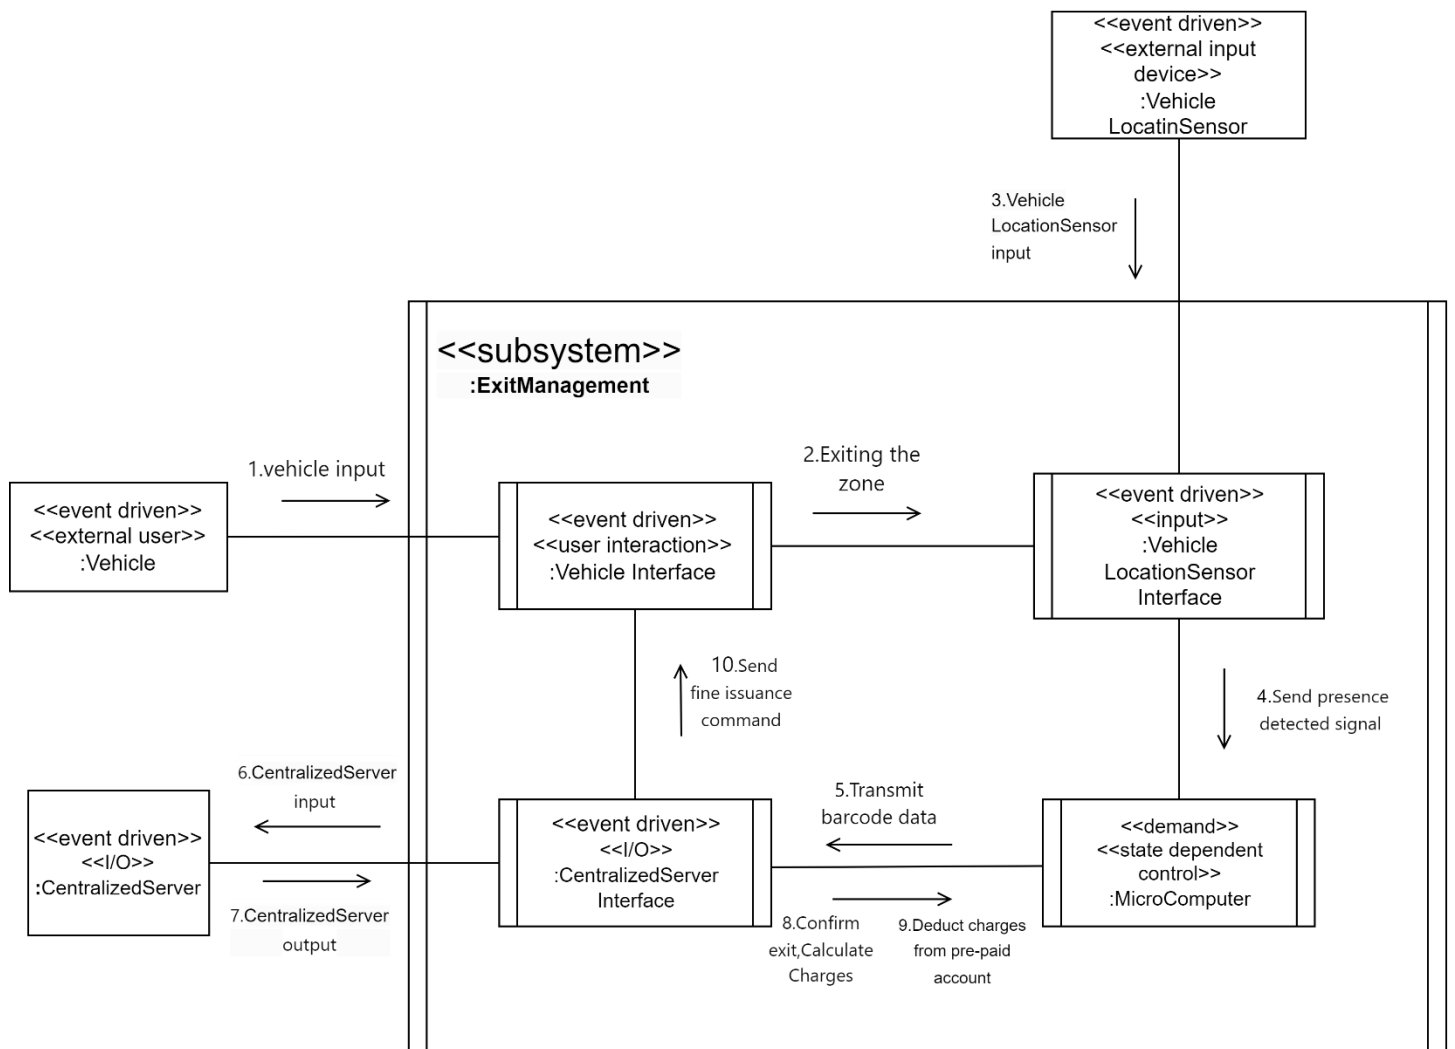 <<event driven>>
<<external input
device>>
:Vehicle
LocatinSensor
3.Vehicle
LocationSensor
input
<<subsystem>>
:ExitManagement
1.vehicle input
2.Exiting the
zone
<<event driven>>
<<external user>>
:Vehicle
<<event driven>>
<<user interaction>>
:Vehicle Interface
<<event driven>>
<<input>>
:Vehicle
LocationSensor
Interface
10.Send
fine issuance
command
4.Send presence
detected signal
6.CentralizedServer
input
5.Transmit
barcode data
<<event driven>>
<<I/O>>
:CentralizedServer
<<event driven>>
<<I/O>>
:CentralizedServer
Interface
<<demand>>
<<state dependent
control>>
:MicroComputer
7.CentralizedServer
output
8.Confirm
exit,Calculate
Charges
9.Deduct charges
from pre-paid
account